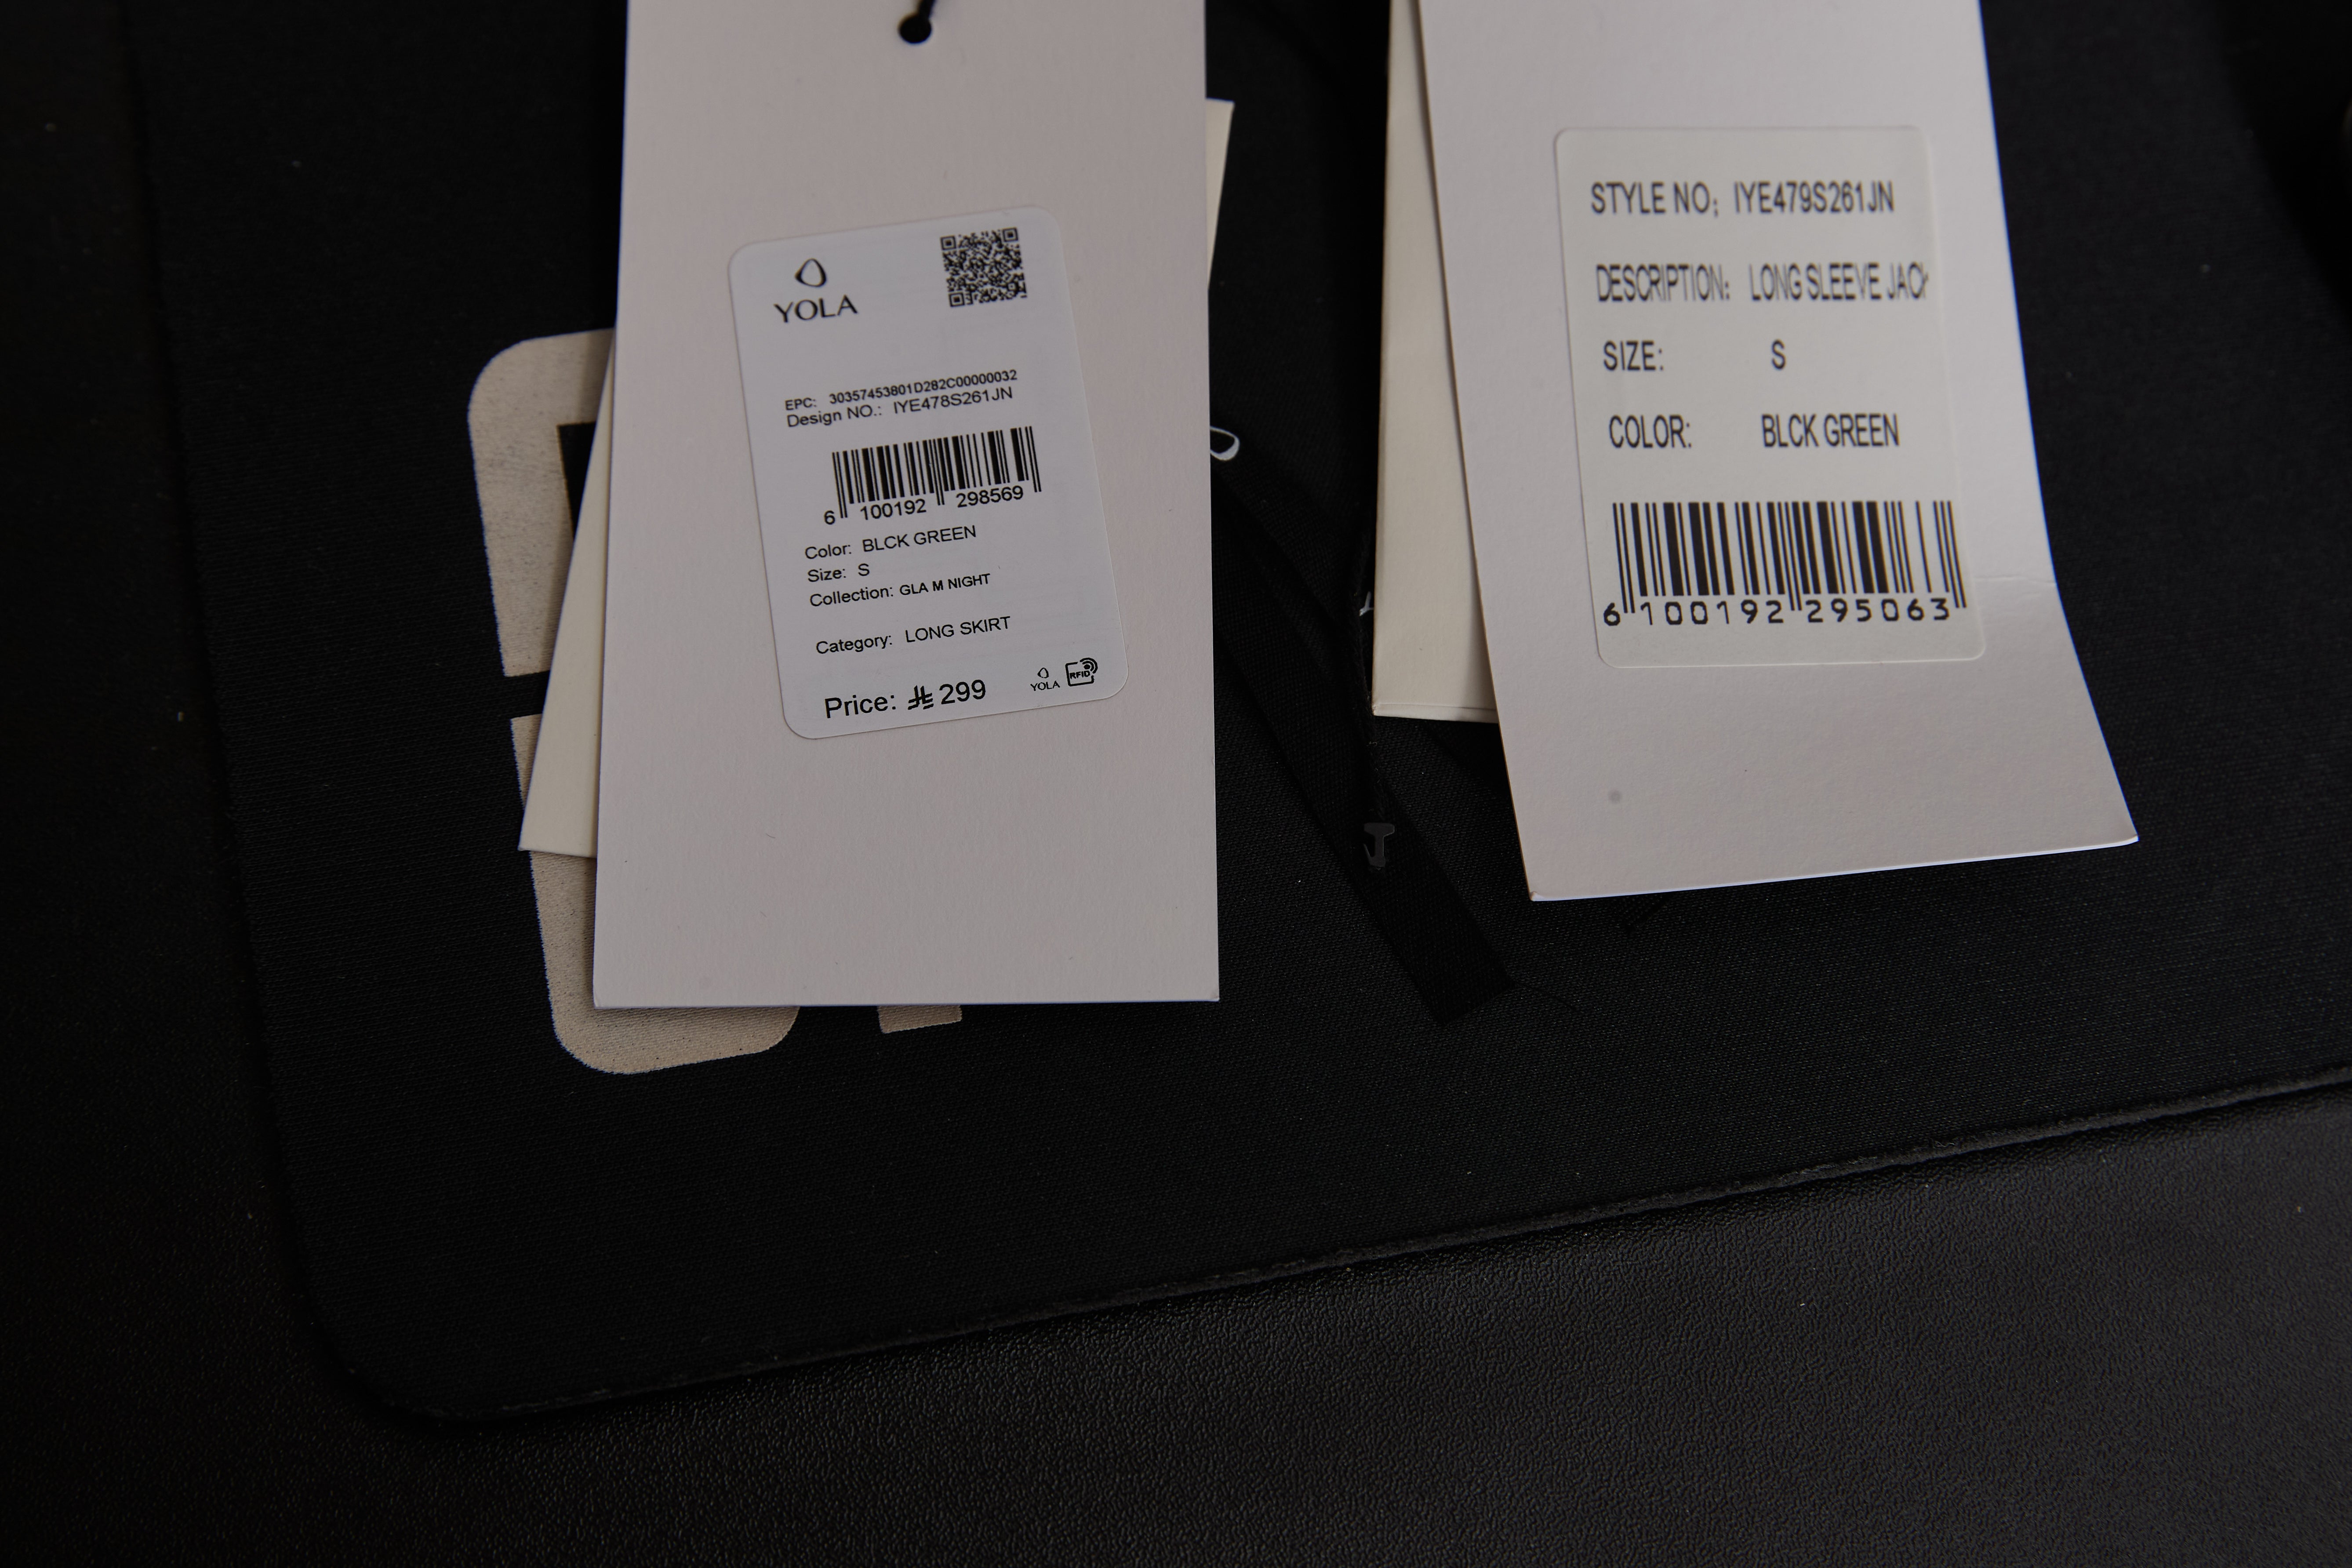 YOLA
EPC: 30357453801D282C00000032
Design NO.: IYE478S261JN
6 100192 298569
Color: BLCK GREEN
Size: S
Collection: GLA M NIGHT
Category: LONG SKIRT
Price: ⃁ 299
YOLA
RFID
STYLE NO; IYE479S261JN
DESCRIPTION: LONG SLEEVE JACK
SIZE: S
COLOR: BLCK GREEN
6 100192 295063